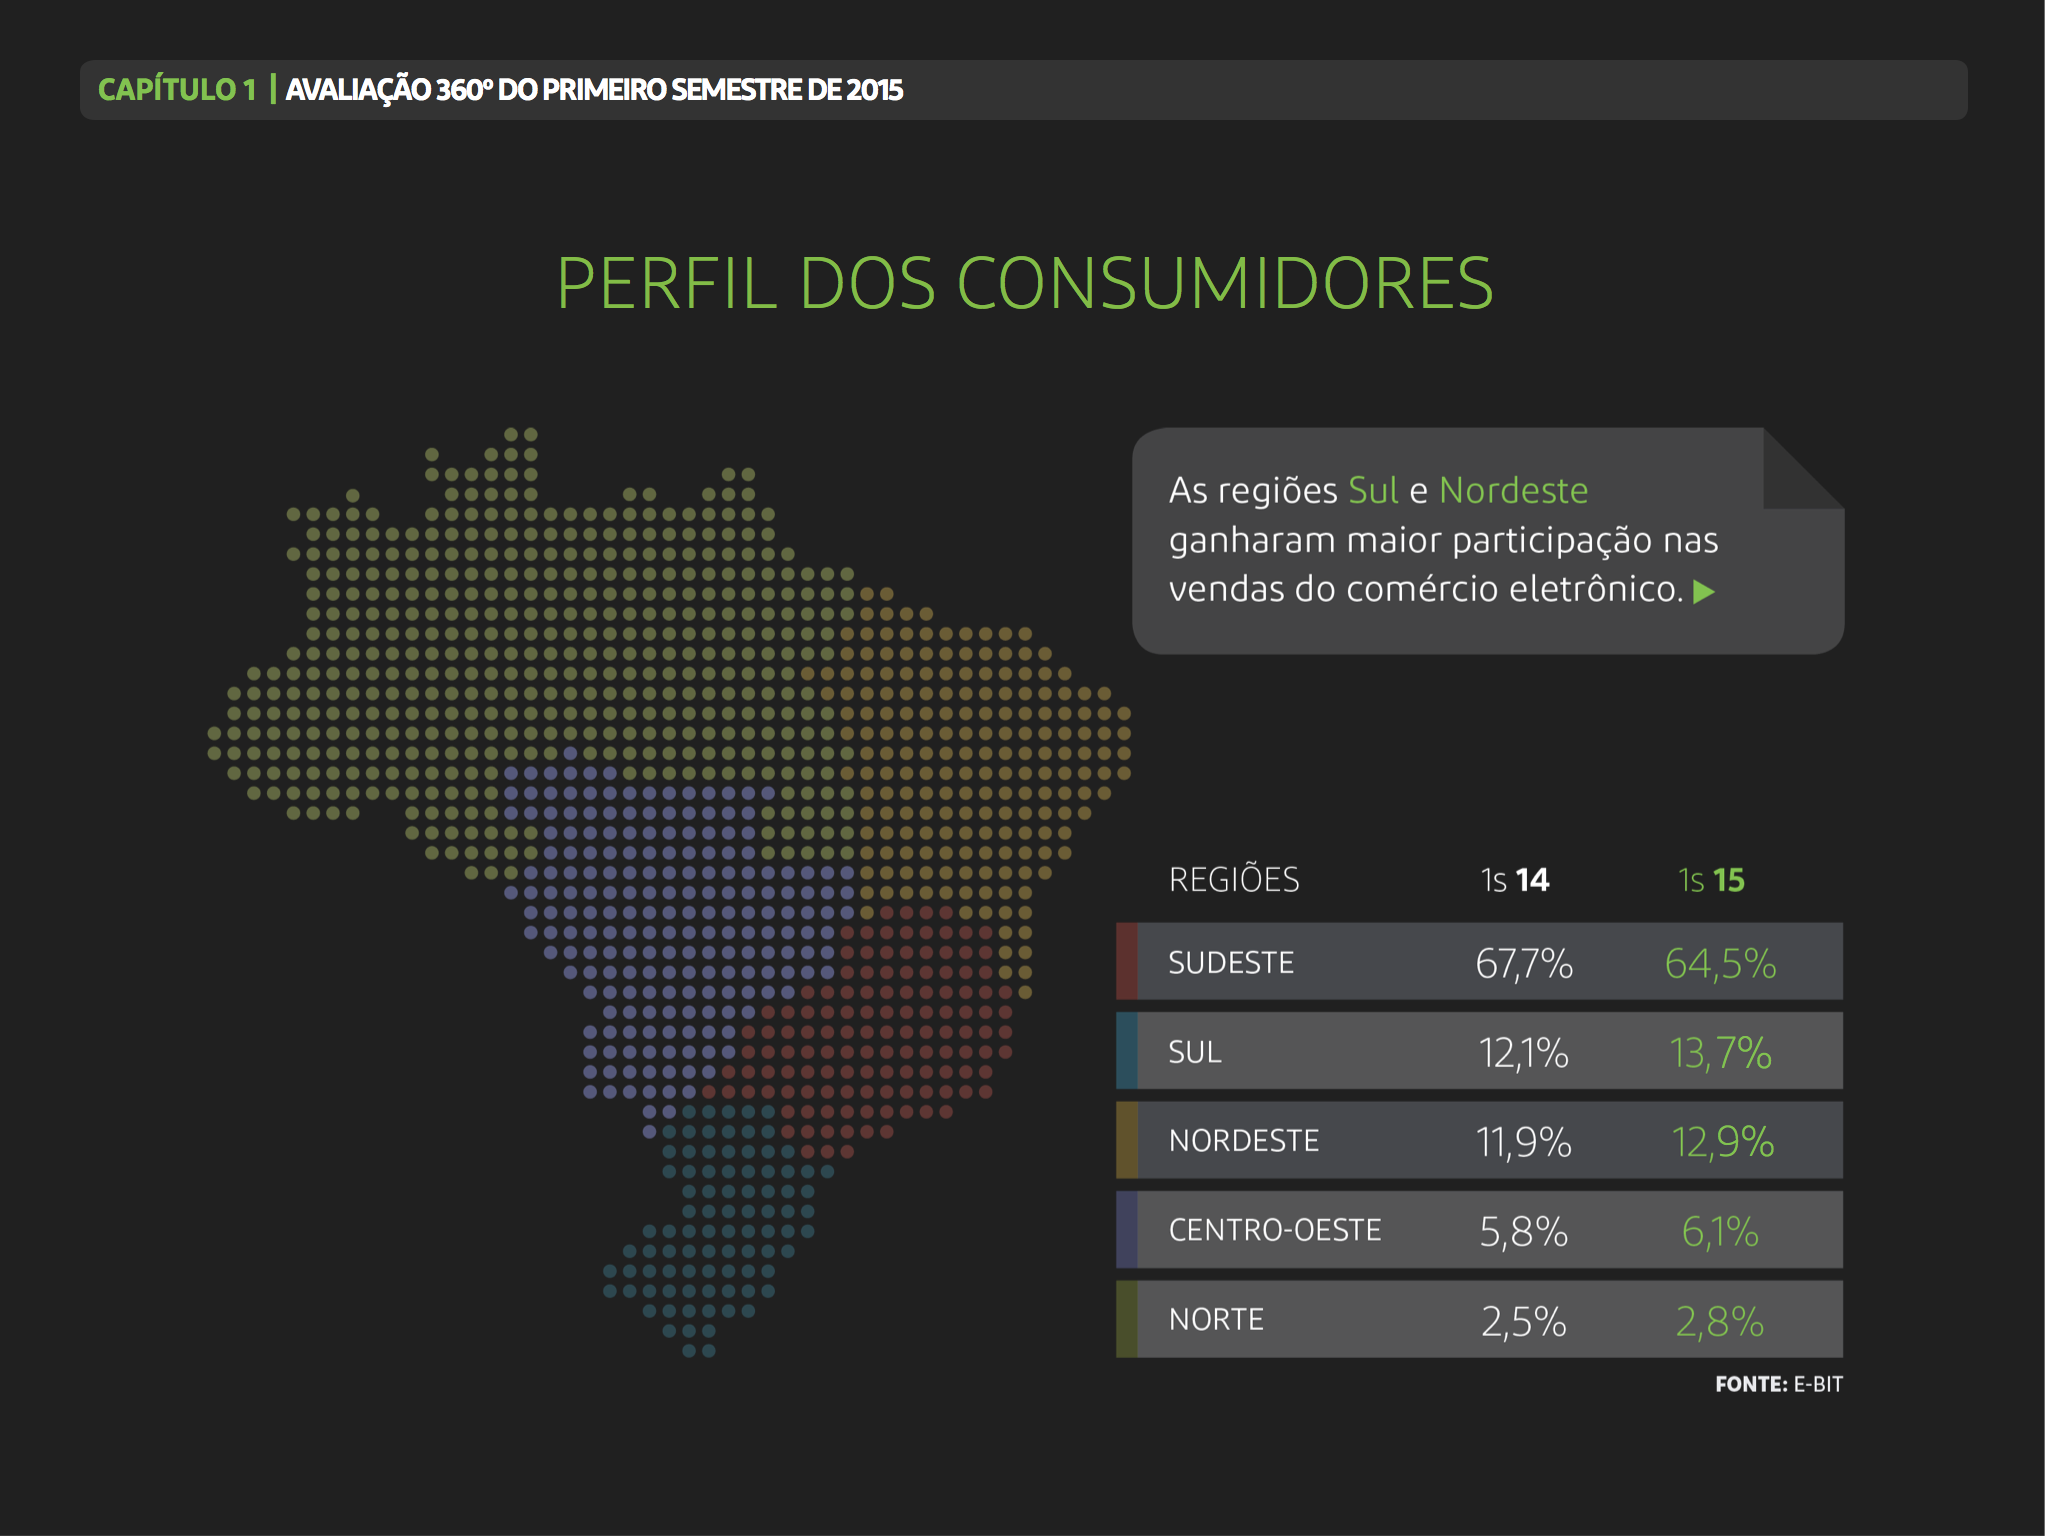 CAPÍTULO 1 | AVALIAÇÃO 360º DO PRIMEIRO SEMESTRE DE 2015
PERFIL DOS CONSUMIDORES
As regiões Sul e Nordeste
ganharam maior participação nas
vendas do comércio eletrônico.
REGIÕES 1s 14 1s 15
SUDESTE 67,7% 64,5%
SUL 12,1% 13,7%
NORDESTE 11,9% 12,9%
CENTRO-OESTE 5,8% 6,1%
NORTE 2,5% 2,8%
FONTE: E-BIT